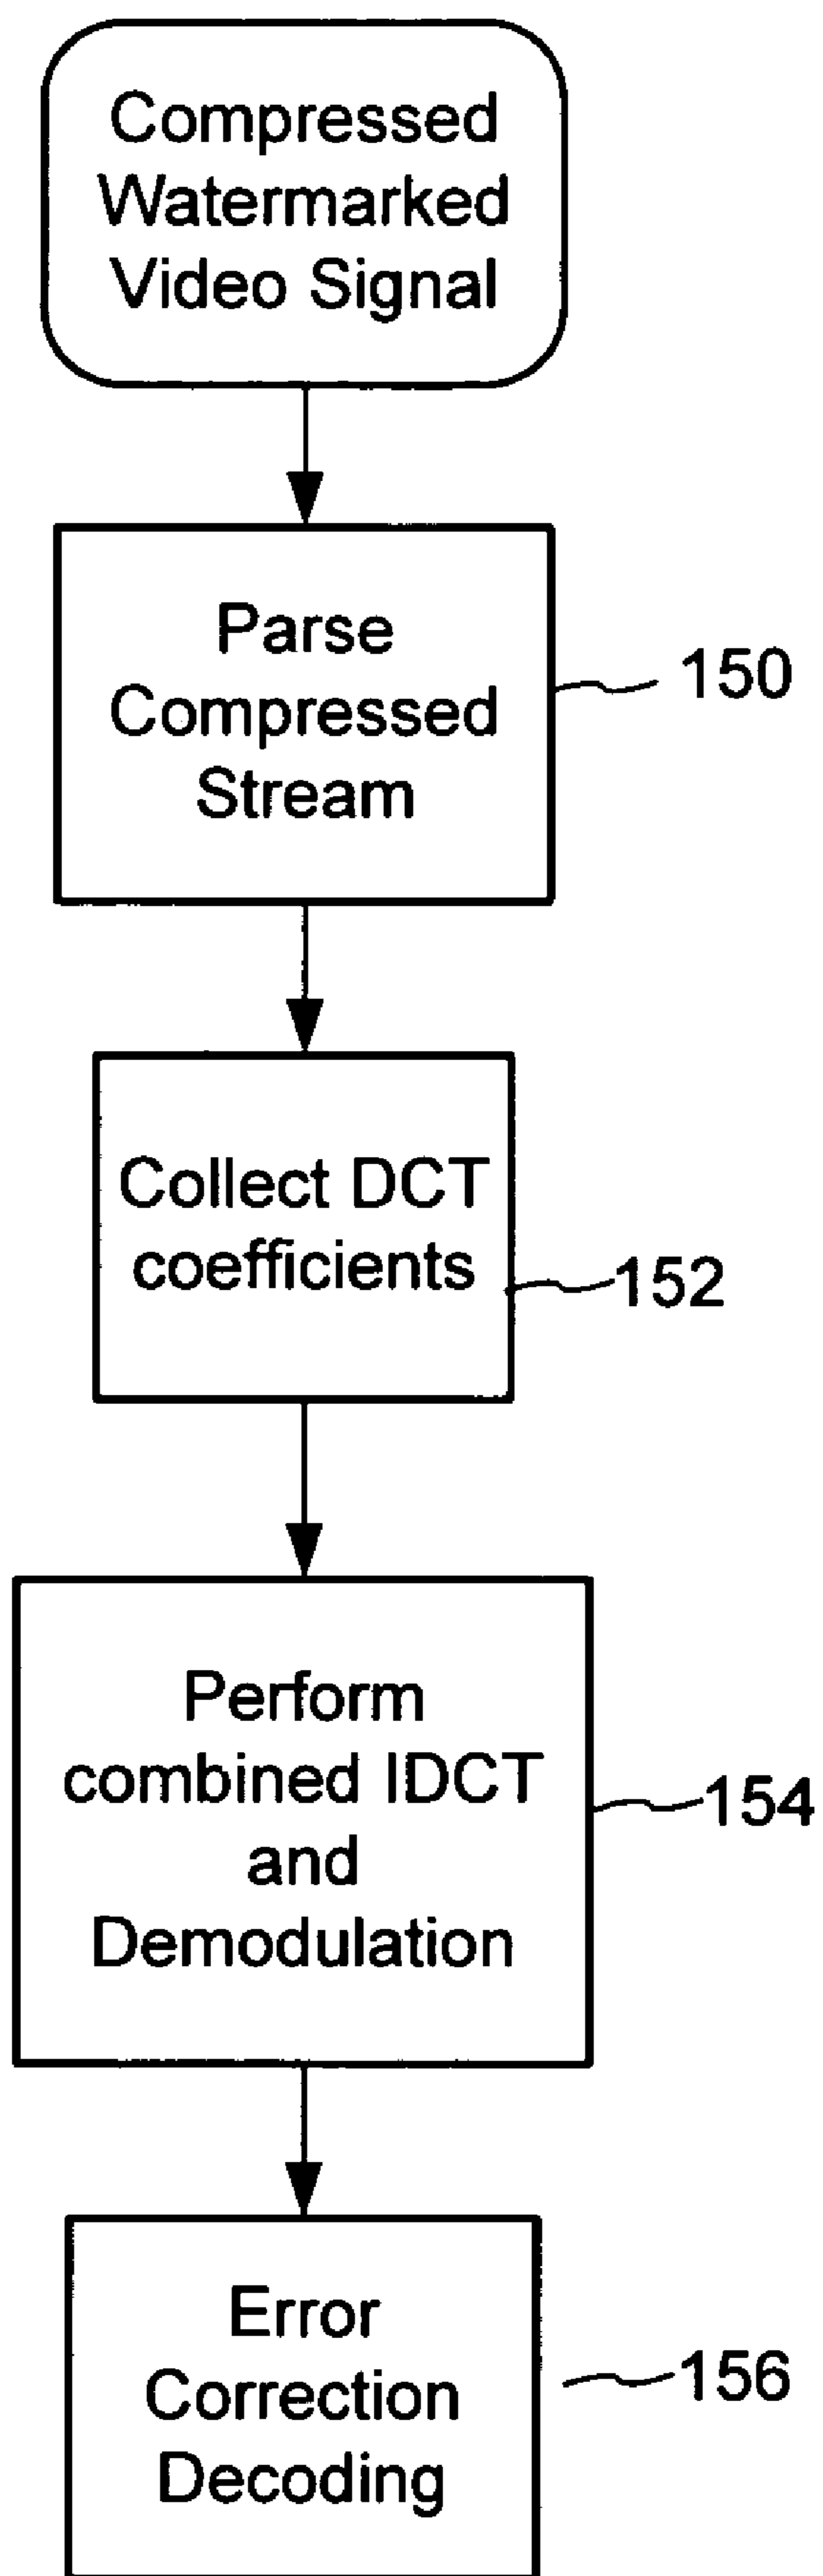 Compressed
Watermarked
Video Signal
Parse
Compressed
Stream
150
Collect DCT
coefficients
152
Perform
combined IDCT
and
Demodulation
154
Error
Correction
Decoding
156